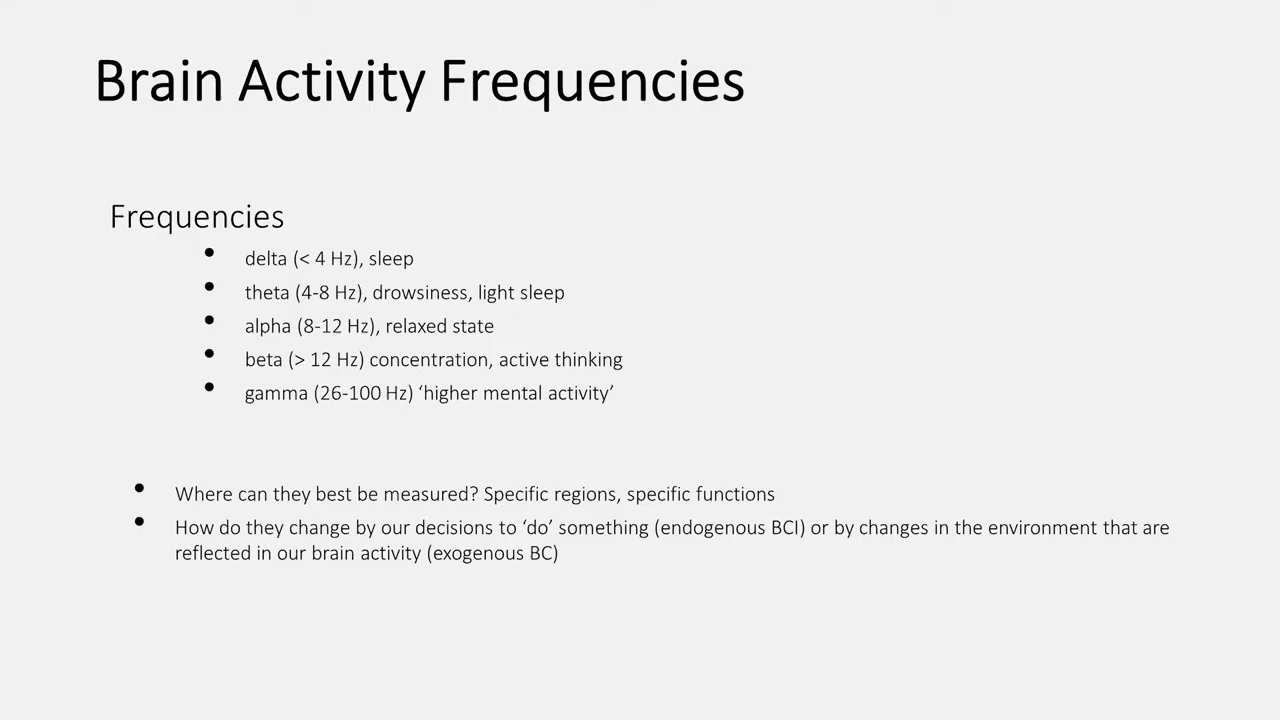 Brain Activity Frequencies
Frequencies
• delta (< 4 Hz), sleep
• theta (4-8 Hz), drowsiness, light sleep
• alpha (8-12 Hz), relaxed state
• beta (> 12 Hz) concentration, active thinking
• gamma (26-100 Hz) ‘higher mental activity’
• Where can they best be measured? Specific regions, specific functions
• How do they change by our decisions to ‘do’ something (endogenous BCI) or by changes in the environment that are
reflected in our brain activity (exogenous BC)